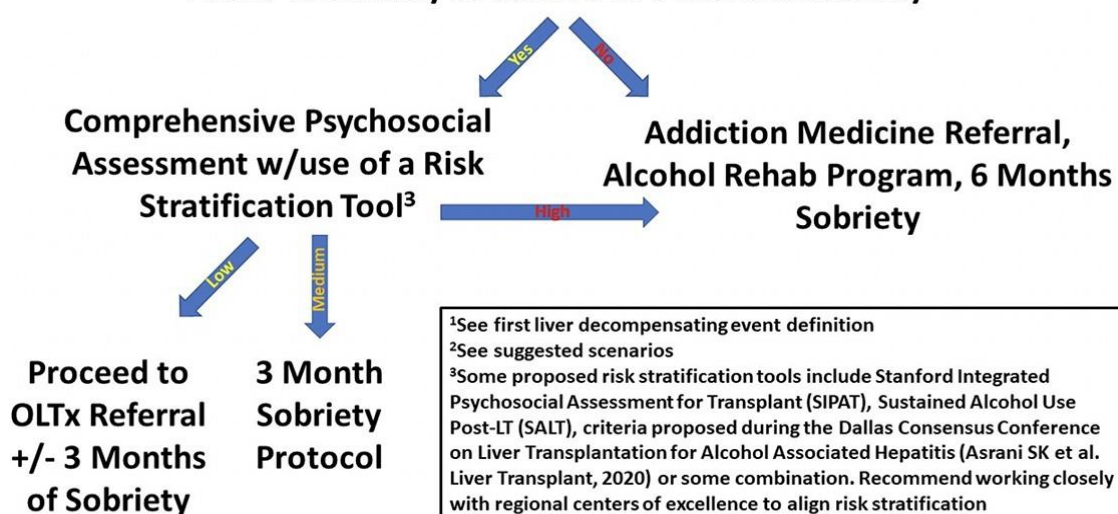 Yes
No
Comprehensive Psychosocial
Assessment w/use of a Risk
Stratification Tool³
High
Addiction Medicine Referral,
Alcohol Rehab Program, 6 Months
Sobriety
Low
Medium
Proceed to
OLTx Referral
+/- 3 Months
of Sobriety
3 Month
Sobriety
Protocol
¹See first liver decompensating event definition
²See suggested scenarios
³Some proposed risk stratification tools include Stanford Integrated
Psychosocial Assessment for Transplant (SIPAT), Sustained Alcohol Use
Post-LT (SALT), criteria proposed during the Dallas Consensus Conference
on Liver Transplantation for Alcohol Associated Hepatitis (Asrani SK et al.
Liver Transplant, 2020) or some combination. Recommend working closely
with regional centers of excellence to align risk stratification